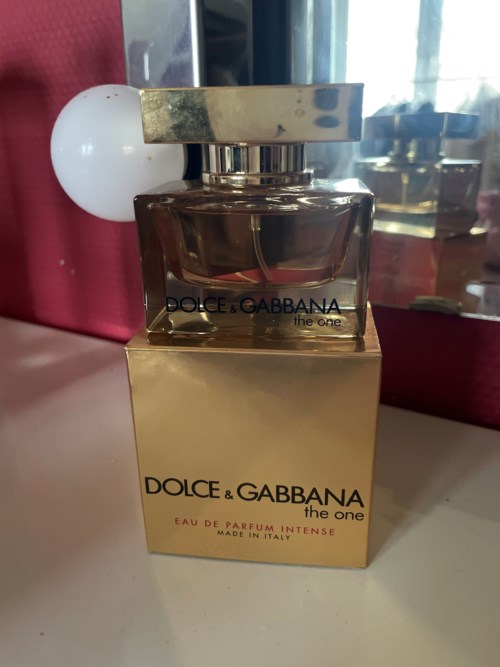 DOLCE & GABBANA
the one
DOLCE & GABBANA
the one
EAU DE PARFUM INTENSE
MADE IN ITALY